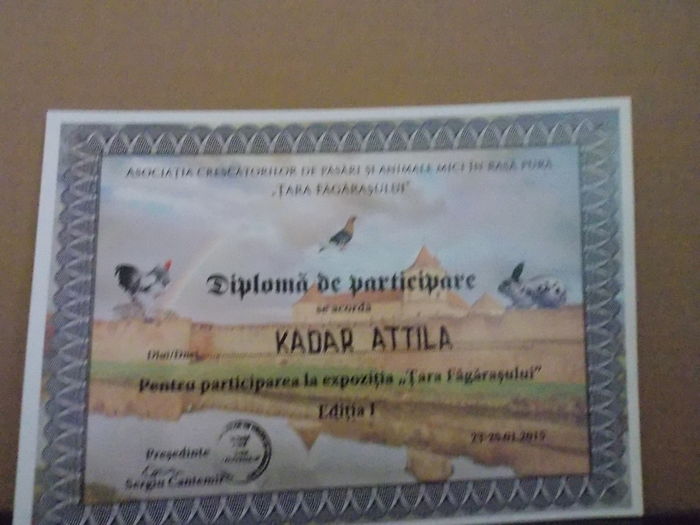 ASOCIAȚIA CRESCĂTORILOR DE PĂSĂRI ȘI ANIMALE MICI ÎN RASĂ PURĂ
„ȚARA FĂGĂRAȘULUI"
Diplomă de participare
se acordă
KADAR ATTILA
Dlui/Dnei
Pentru participarea la expoziția „Țara Făgărașului"
Ediția I
Președinte
Sergiu Cantemir